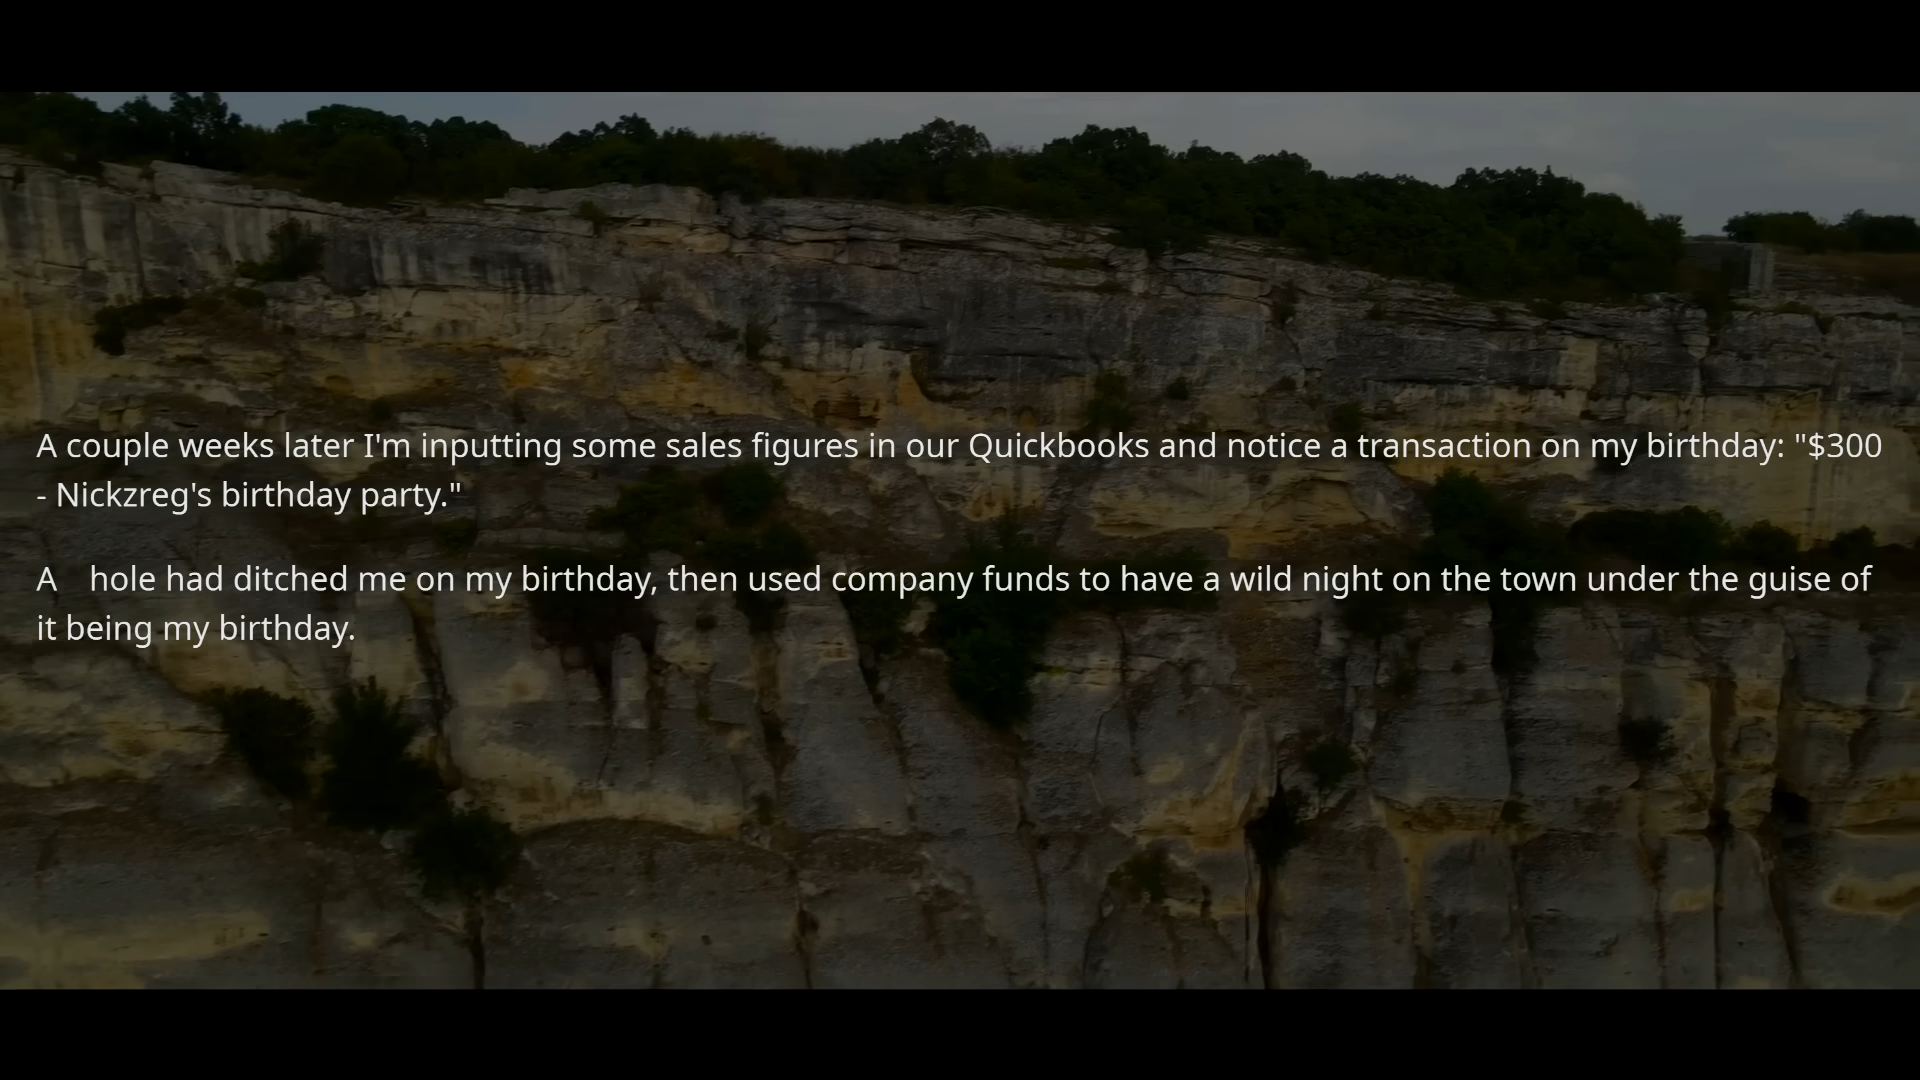 A couple weeks later I'm inputting some sales figures in our Quickbooks and notice a transaction on my birthday: "$300
- Nickzreg's birthday party."
A hole had ditched me on my birthday, then used company funds to have a wild night on the town under the guise of
it being my birthday.